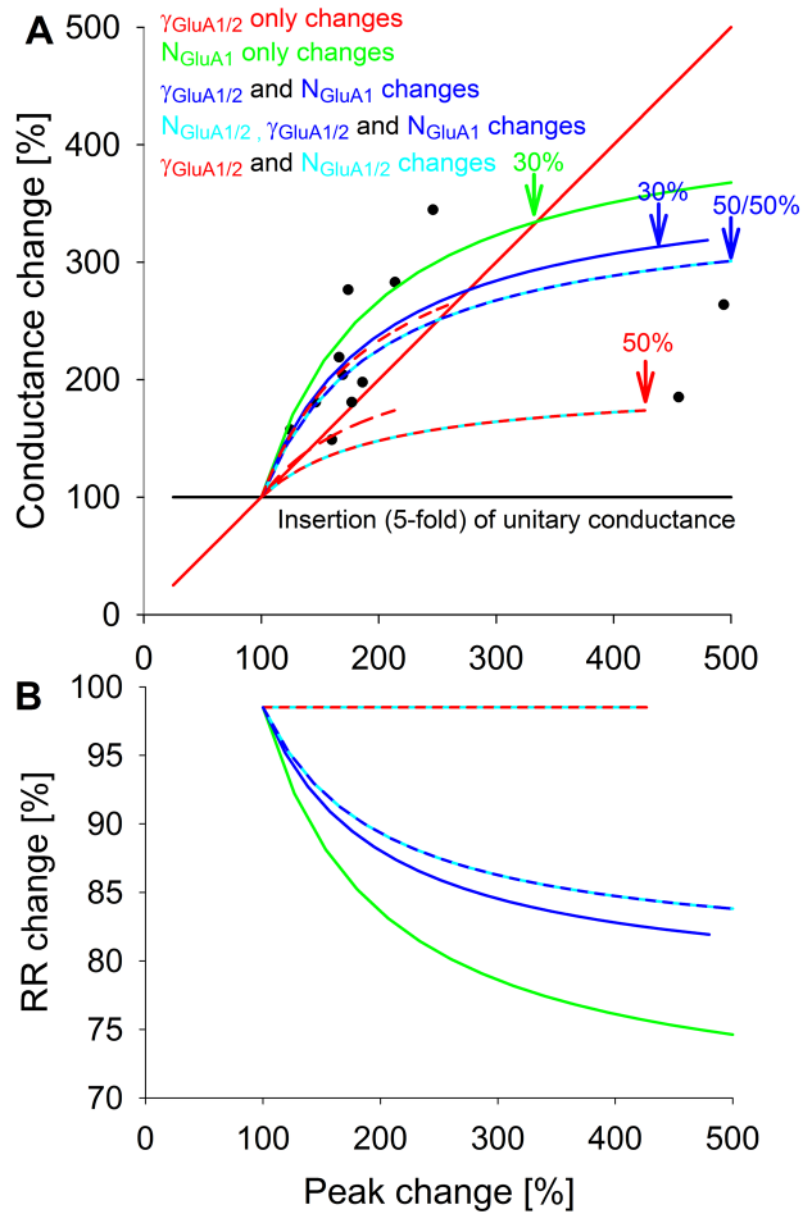 A
γGluA1/2 only changes
NGluA1 only changes
γGluA1/2 and NGluA1 changes
NGluA1/2 , γGluA1/2 and NGluA1 changes
γGluA1/2 and NGluA1/2 changes
30%
30%
50/50%
50%
Insertion (5-fold) of unitary conductance
Conductance change [%]
500
400
300
200
100
0
0 100 200 300 400 500
B
RR change [%]
100
95
90
85
80
75
70
0 100 200 300 400 500
Peak change [%]